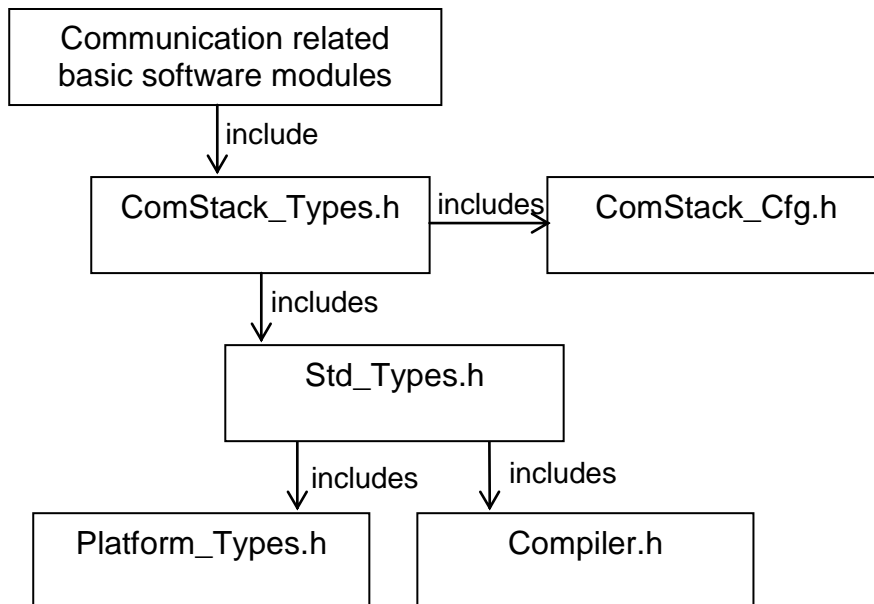 Communication related
basic software modules
include
ComStack_Types.h
includes
ComStack_Cfg.h
includes
Std_Types.h
includes
includes
Platform_Types.h
Compiler.h